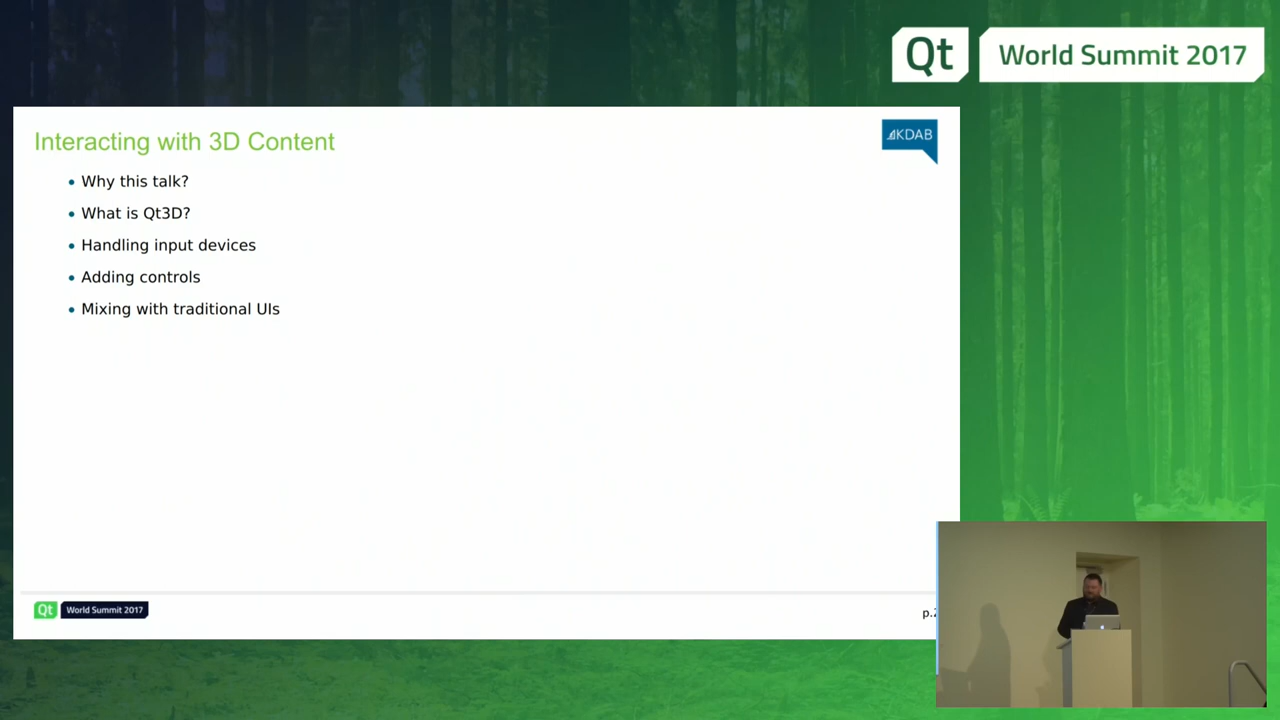 Qt World Summit 2017
Interacting with 3D Content
KDAB
• Why this talk?
• What is Qt3D?
• Handling input devices
• Adding controls
• Mixing with traditional UIs
Qt World Summit 2017
p.2